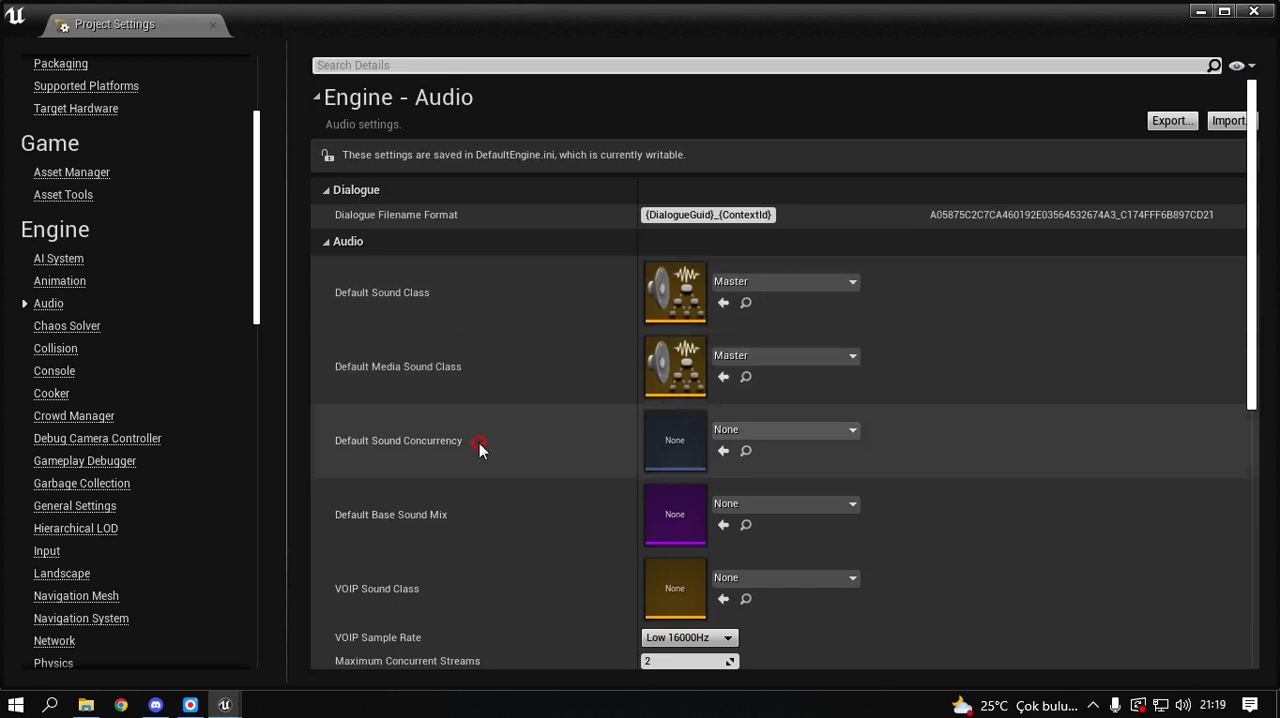 Project Settings
Packaging
Supported Platforms
Target Hardware
Game
Asset Manager
Asset Tools
Engine
AI System
Animation
Audio
Chaos Solver
Collision
Console
Cooker
Crowd Manager
Debug Camera Controller
Gameplay Debugger
Garbage Collection
General Settings
Hierarchical LOD
Input
Landscape
Navigation Mesh
Navigation System
Network
Physics
Search Details
Engine - Audio
Audio settings.
Export...
Import
These settings are saved in DefaultEngine.ini, which is currently writable.
Dialogue
Dialogue Filename Format
{DialogueGuid}_{ContextId}
A05875C2C7CA460192E03564532674A3_C174FFF6B897CD21
Audio
Default Sound Class
Master
Default Media Sound Class
Master
Default Sound Concurrency
None
None
Default Base Sound Mix
None
None
VOIP Sound Class
None
None
VOIP Sample Rate
Low 16000Hz
Maximum Concurrent Streams
2
25°C Çok bulu...
21:19